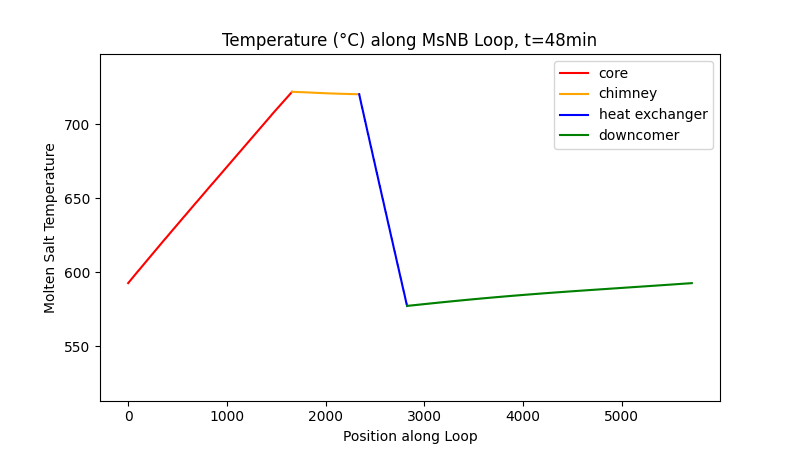 Temperature (°C) along MsNB Loop, t=48min
core
chimney
heat exchanger
downcomer
Molten Salt Temperature
700
650
600
550
0 1000 2000 3000 4000 5000
Position along Loop